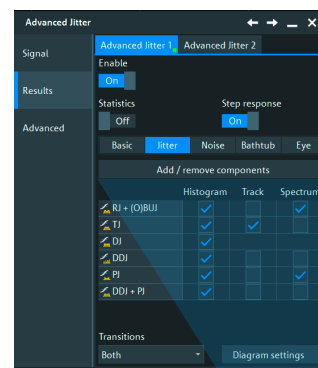 Advanced Jitter
Signal
Results
Advanced
Advanced Jitter 1 Advanced Jitter 2
Enable
On
Statistics Step response
Off On
Basic Jitter Noise Bathtub Eye
Add / remove components
Histogram Track Spectrum
RJ + (O)BUJ
TJ
DJ
DDJ
PJ
DDJ + PJ
Transitions
Both Diagram settings